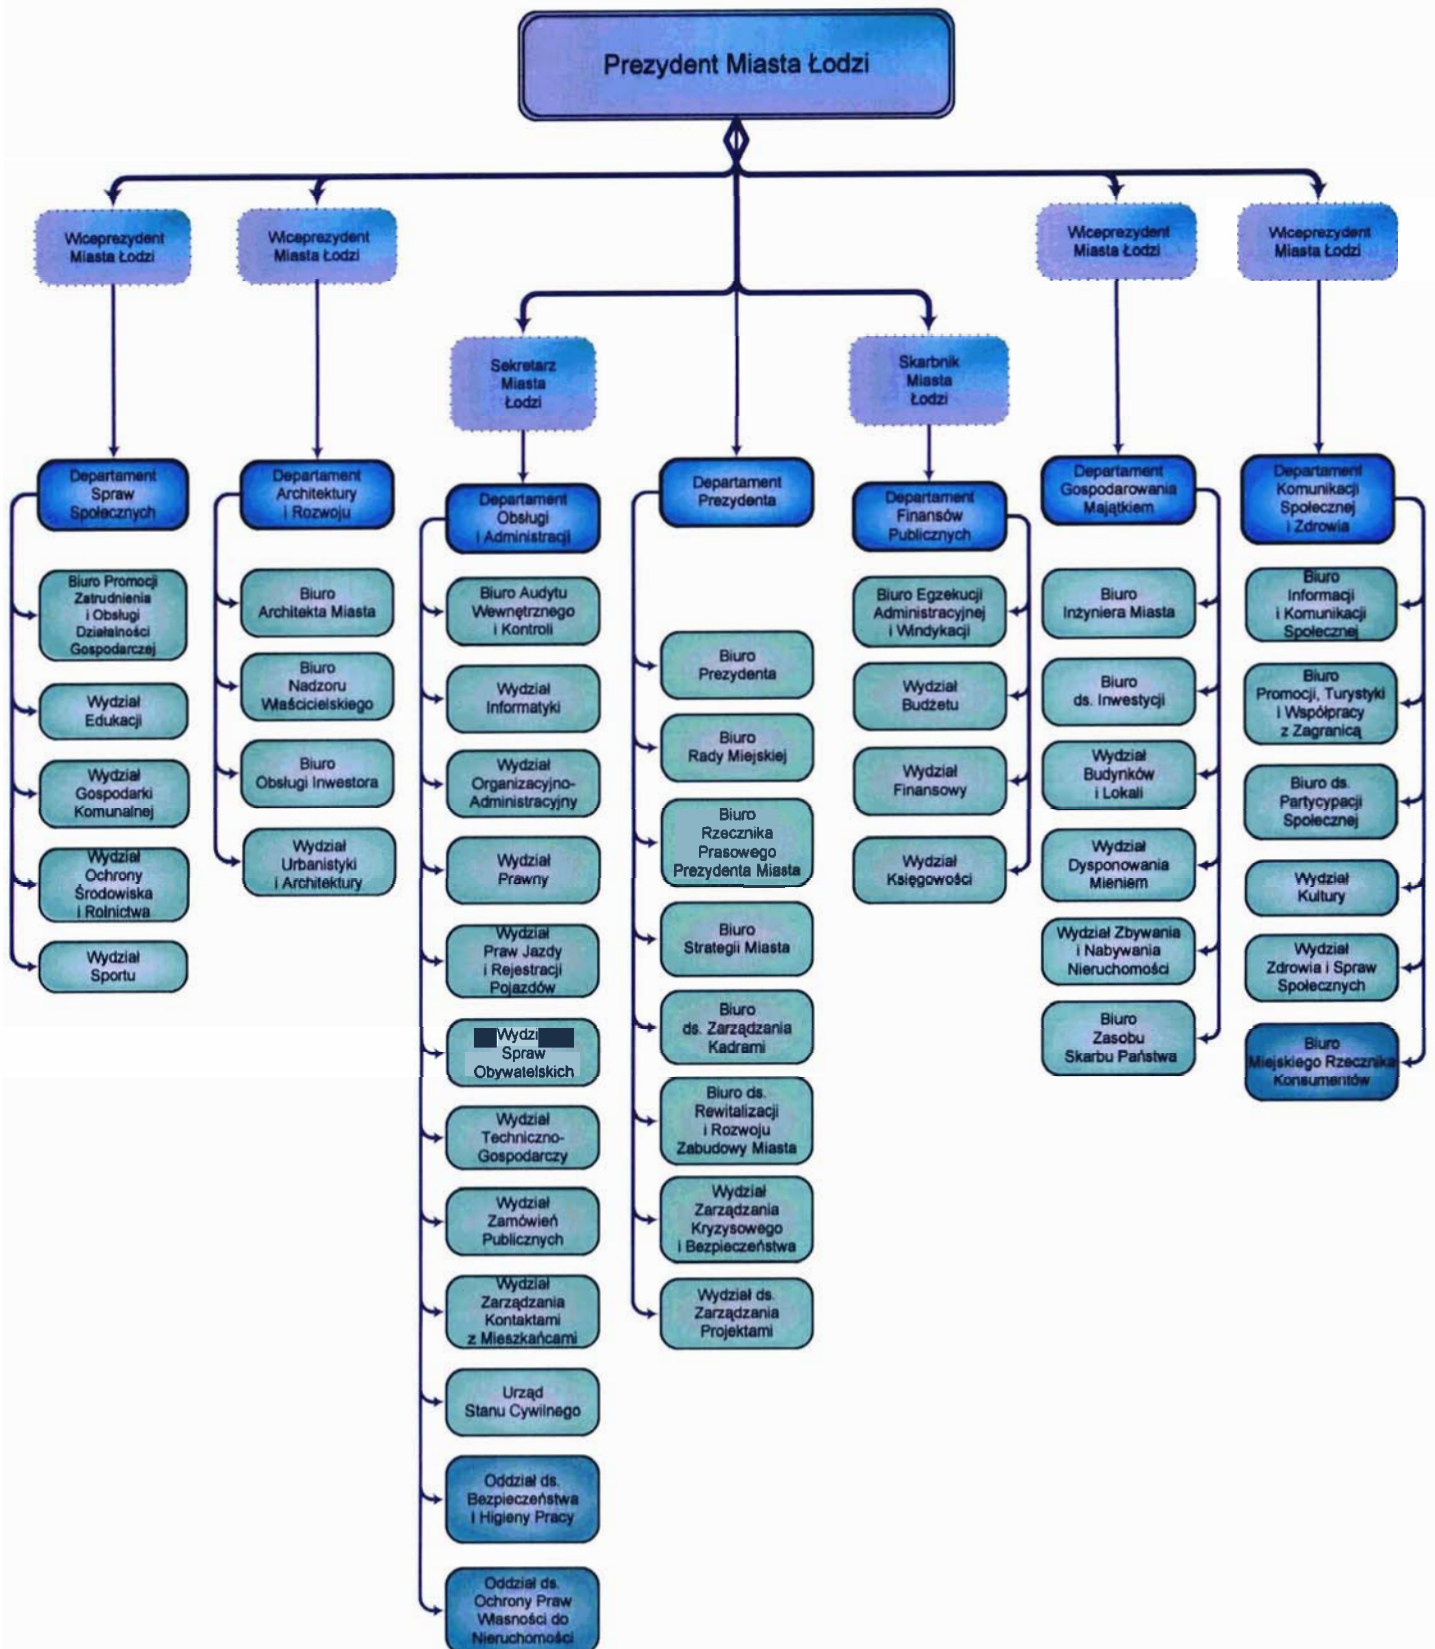 Prezydent Miasta Łodzi
Wiceprezydent
Miasta Łodzi
Wiceprezydent
Miasta Łodzi
Wiceprezydent
Miasta Łodzi
Wiceprezydent
Miasta Łodzi
Sekretarz
Miasta
Łodzi
Skarbnik
Miasta
Łodzi
Departament
Spraw
Społecznych
Biuro Promocji
Zatrudnienia
i Obsługi
Działalności
Gospodarczej
Wydział
Edukacji
Wydział
Gospodarki
Komunalnej
Wydział
Ochrony
Środowiska
i Rolnictwa
Wydział
Sportu
Departament
Architektury
i Rozwoju
Biuro
Architekta Miasta
Biuro
Nadzoru
Właścicielskiego
Biuro
Obsługi Inwestora
Wydział
Urbanistyki
i Architektury
Departament
Obsługi
i Administracji
Biuro Audytu
Wewnętrznego
i Kontroli
Wydział
Informatyki
Wydział
Organizacyjno-
Administracyjny
Wydział
Prawny
Wydział
Praw Jazdy
i Rejestracji
Pojazdów
Wydzi
Spraw
Obywatelskich
Wydział
Techniczno-
Gospodarczy
Wydział
Zamówień
Publicznych
Wydział
Zarządzania
Kontaktami
z Mieszkańcami
Urząd
Stanu Cywilnego
Oddział ds.
Bezpieczeństwa
i Higieny Pracy
Oddział ds.
Ochrony Praw
Własności do
Nieruchomości
Departament
Prezydenta
Biuro
Prezydenta
Biuro
Rady Miejskiej
Biuro
Rzecznika
Prasowego
Prezydenta Miasta
Biuro
Strategii Miasta
Biuro
ds. Zarządzania
Kadrami
Biuro ds.
Rewitalizacji
i Rozwoju
Zabudowy Miasta
Wydział
Zarządzania
Kryzysowego
i Bezpieczeństwa
Wydział ds.
Zarządzania
Projektami
Departament
Finansów
Publicznych
Biuro Egzekucji
Administracyjnej
i Windykacji
Wydział
Budżetu
Wydział
Finansowy
Wydział
Księgowości
Departament
Gospodarowania
Majątkiem
Biuro
Inżyniera Miasta
Biuro
ds. Inwestycji
Wydział
Budynków
i Lokali
Wydział
Dysponowania
Mieniem
Wydział Zbywania
i Nabywania
Nieruchomości
Biuro
Zasobu
Skarbu Państwa
Departament
Komunikacji
Społecznej
i Zdrowia
Biuro
Informacji
i Komunikacji
Społecznej
Biuro
Promocji, Turystyki
i Współpracy
z Zagranicą
Biuro ds.
Partycypacji
Społecznej
Wydział
Kultury
Wydział
Zdrowia i Spraw
Społecznych
Biuro
Miejskiego Rzecznika
Konsumentów